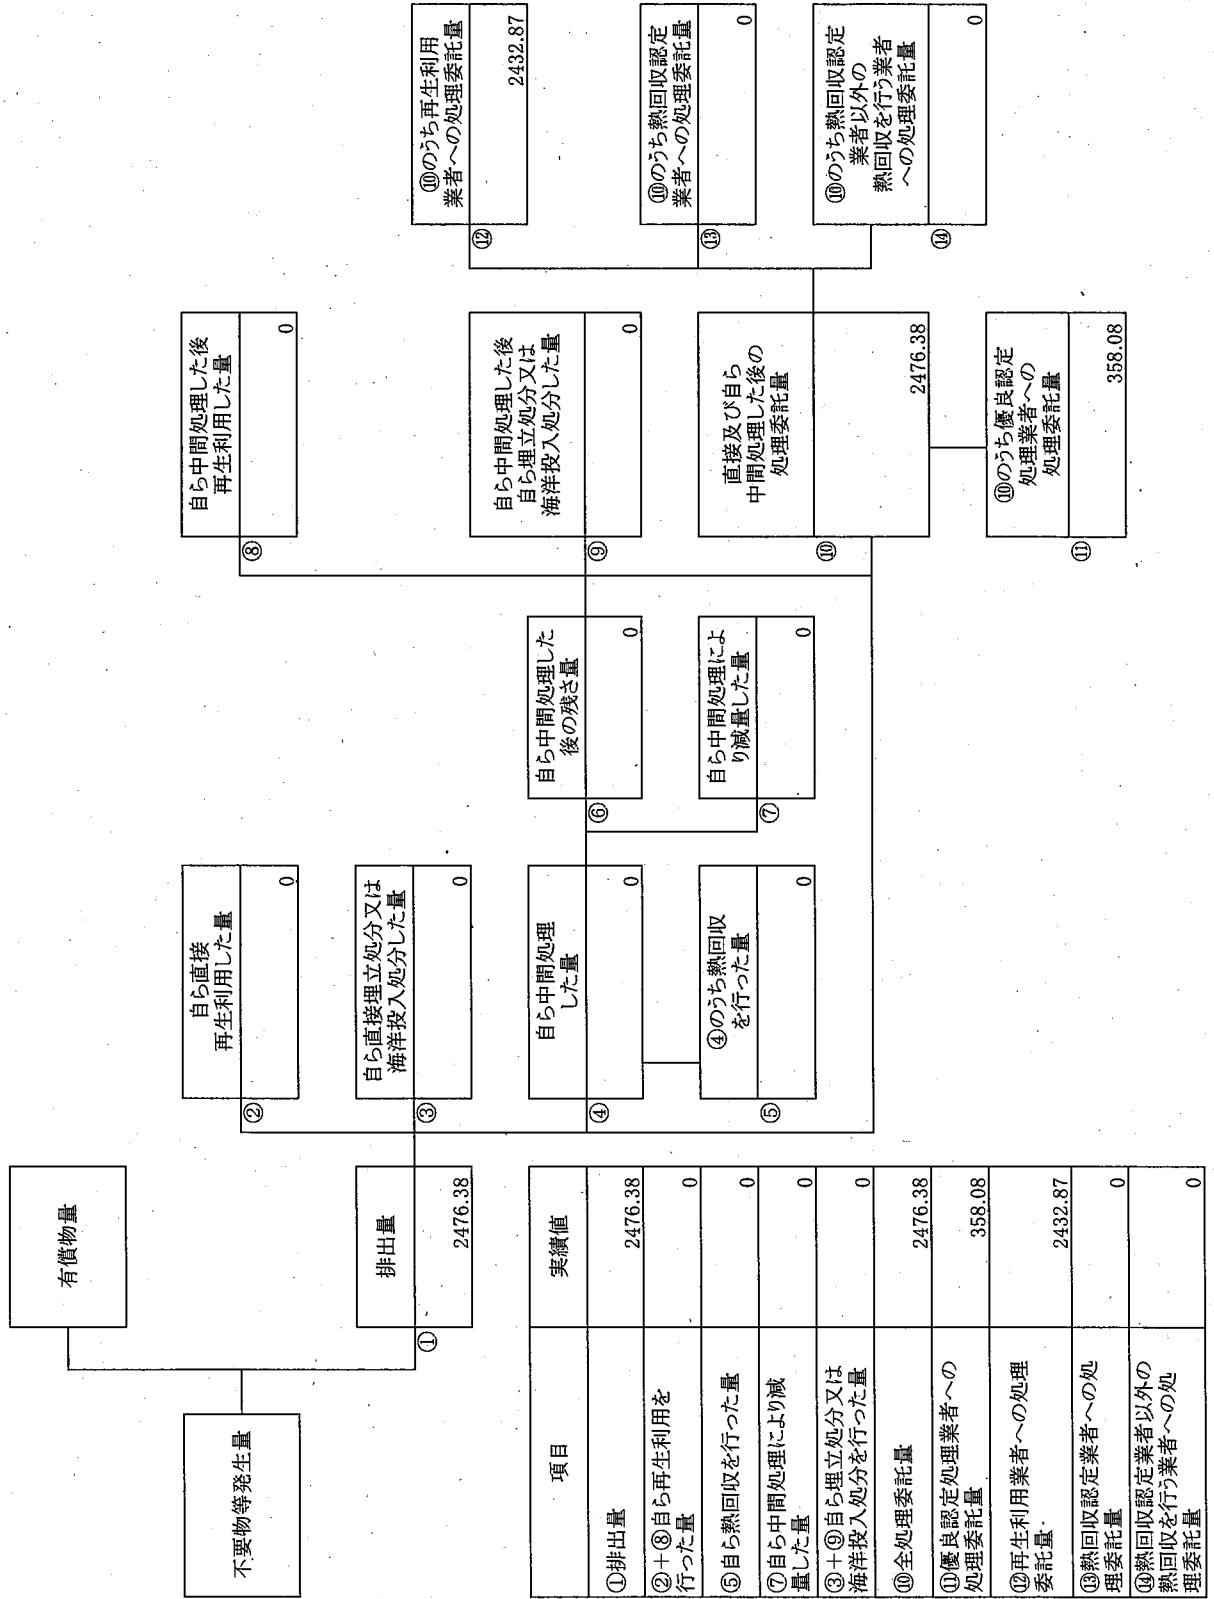 不要物等発生量
有償物量
排出量
①
2476.38
自ら直接
再生利用した量
②
0
自ら直接埋立処分又は
海洋投入処分した量
③
0
自ら中間処理
した量
④
0
④のうち熱回収
を行った量
⑤
0
自ら中間処理した
後の残さ量
⑥
0
自ら中間処理によ
り減量した量
⑦
0
自ら中間処理した後
再生利用した量
⑧
0
自ら中間処理した後
自ら埋立処分又は
海洋投入処分した量
⑨
0
直接及び自ら
中間処理した後の
処理委託量
⑩
2476.38
⑩のうち優良認定
処理業者への
処理委託量
⑪
358.08
⑩のうち再生利用
業者への処理委託量
⑫
2432.87
⑩のうち熱回収認定
業者への処理委託量
⑬
0
⑩のうち熱回収認定
業者以外の
熱回収を行う業者
への処理委託量
⑭
0
項目 実績値
①排出量 2476.38
②+⑧自ら再生利用を
行った量 0
⑤自ら熱回収を行った量 0
⑦自ら中間処理により減
量した量 0
③+⑨自ら埋立処分又は
海洋投入処分を行った量 0
⑩全処理委託量 2476.38
⑪優良認定処理業者への
処理委託量 358.08
⑫再生利用業者への処理
委託量 2432.87
⑬熱回収認定業者への処
理委託量 0
⑭熱回収認定業者以外の
熱回収を行う業者への処
理委託量 0